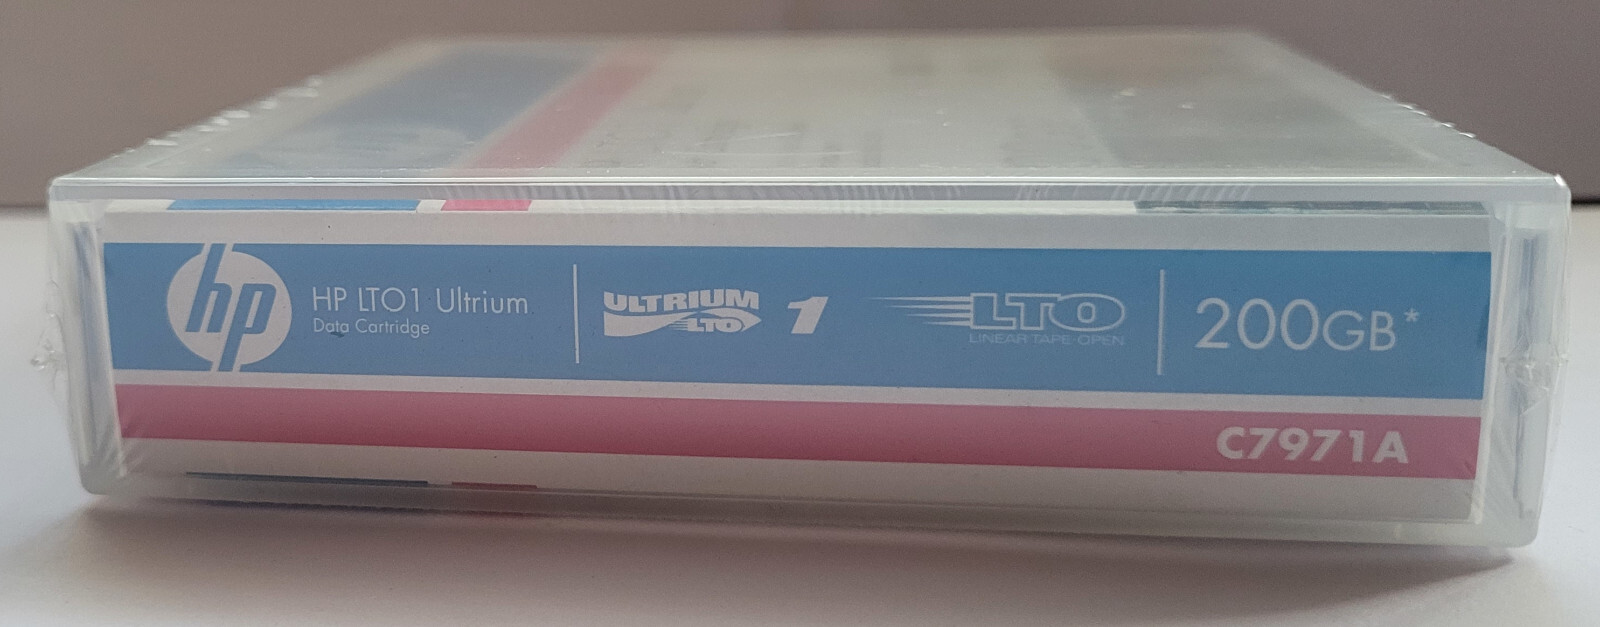 hp
HP LTO1 Ultrium
Data Cartridge
ULTRIUM
LTO
1
LTO
LINEAR TAPE-OPEN
200GB*
C7971A